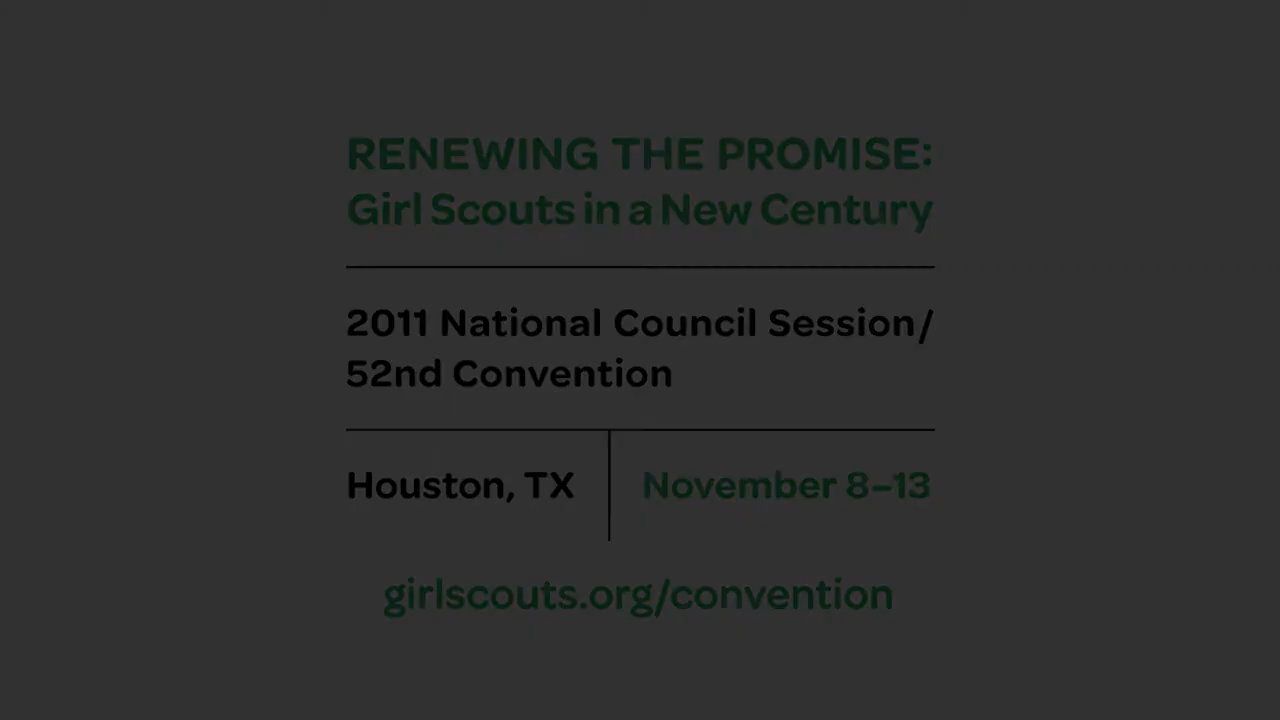 RENEWING THE PROMISE:
Girl Scouts in a New Century
2011 National Council Session/
52nd Convention
Houston, TX
November 8–13
girlscouts.org/convention